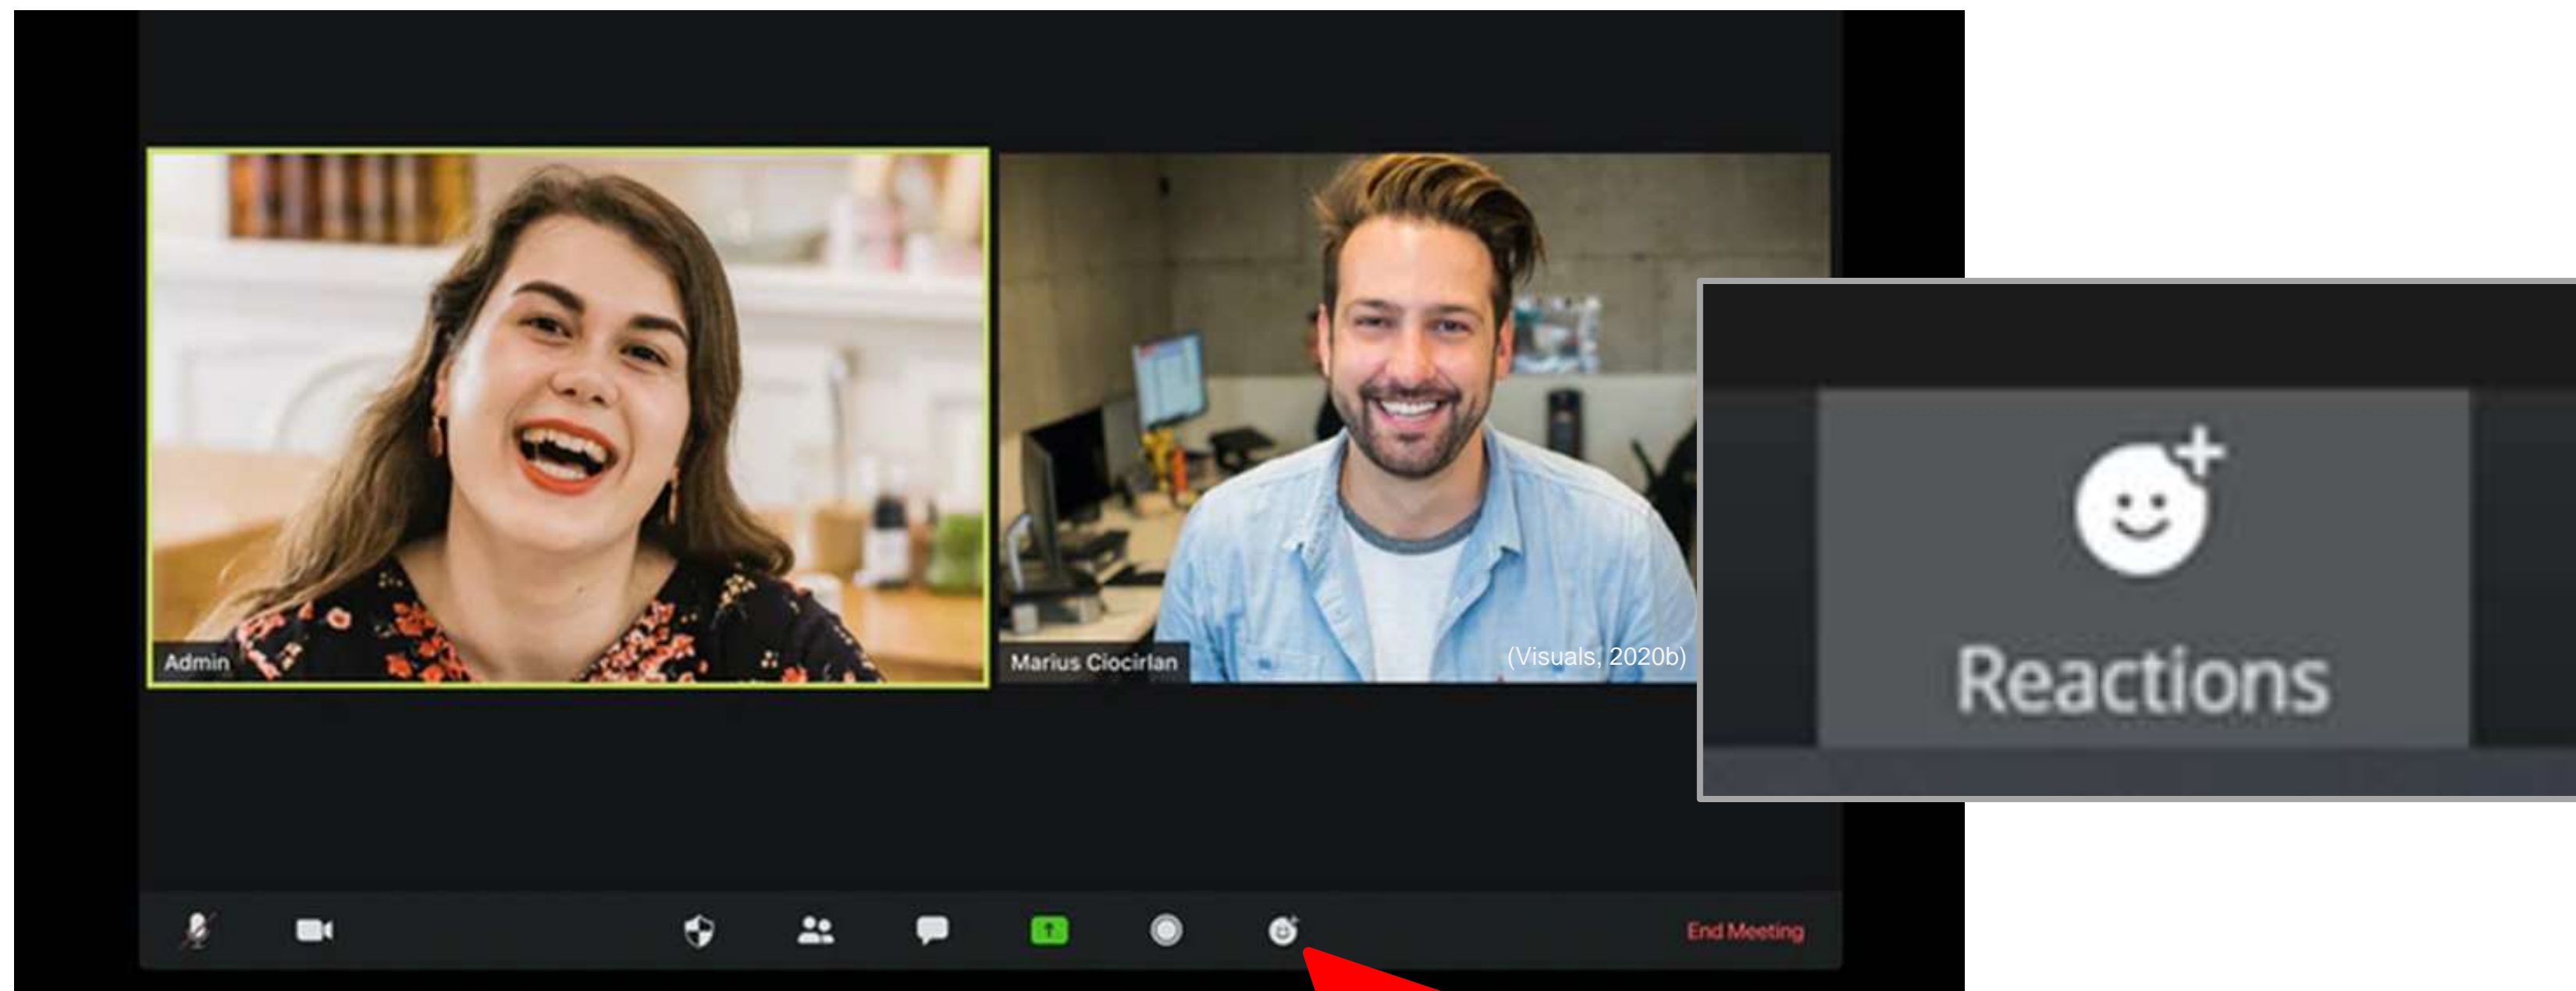 Admin
Marius Ciocirlan
(Visuals, 2020b)
Reactions
End Meeting